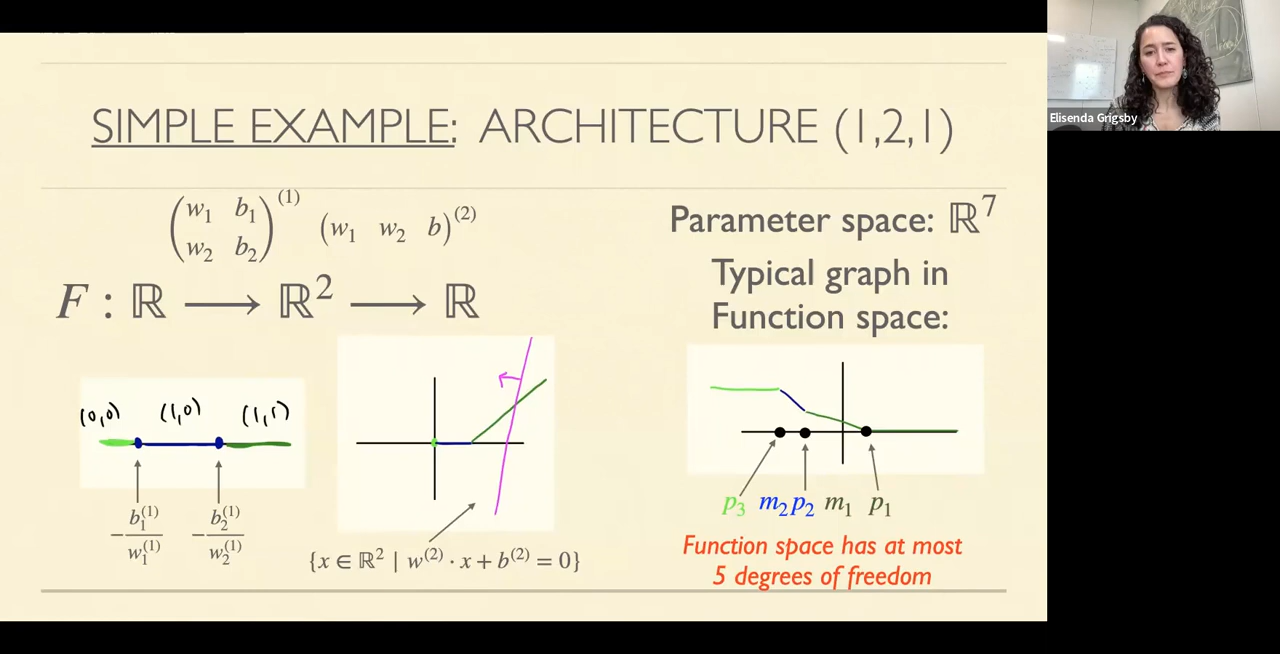 SIMPLE EXAMPLE: ARCHITECTURE (1,2,1)
(w₁ b₁
w₂ b₂)⁽¹⁾ (w₁ w₂ b)⁽²⁾
F : ℝ ⟶ ℝ² ⟶ ℝ
(0,0) (1,0) (1,1)
−b₁⁽¹⁾/w₁⁽¹⁾ −b₂⁽¹⁾/w₂⁽¹⁾
{x ∈ ℝ² | w⁽²⁾ · x + b⁽²⁾ = 0}
Parameter space: ℝ⁷
Typical graph in
Function space:
p₃ m₂ p₂ m₁ p₁
Function space has at most
5 degrees of freedom
Elisenda Grigsby